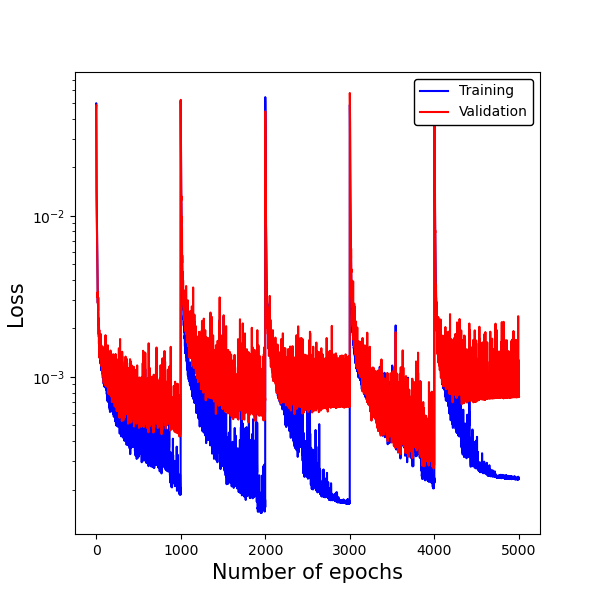 Training
Validation
Loss
10⁻²
10⁻³
0 1000 2000 3000 4000 5000
Number of epochs